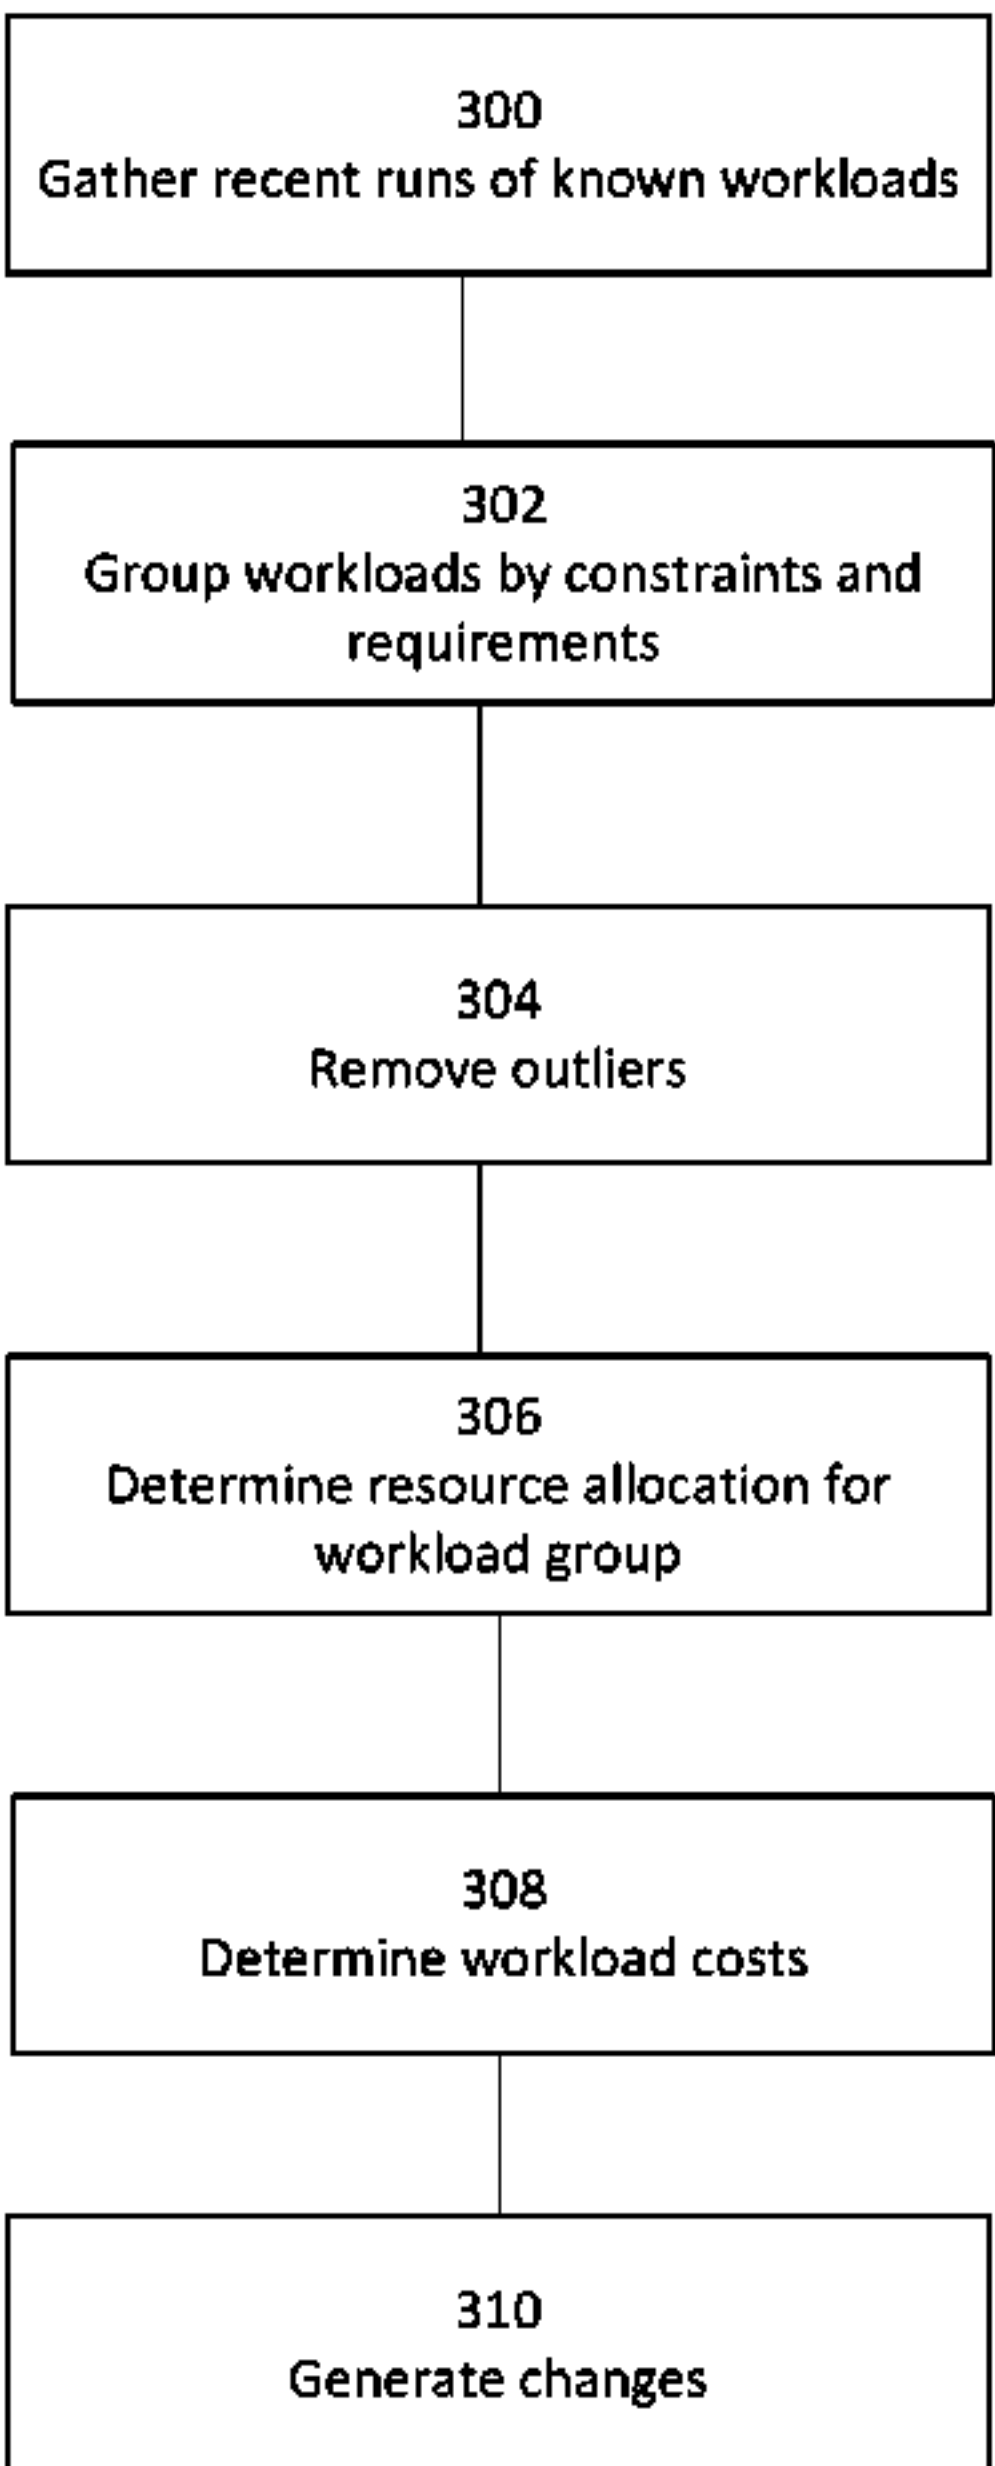 300
Gather recent runs of known workloads
302
Group workloads by constraints and
requirements
304
Remove outliers
306
Determine resource allocation for
workload group
308
Determine workload costs
310
Generate changes